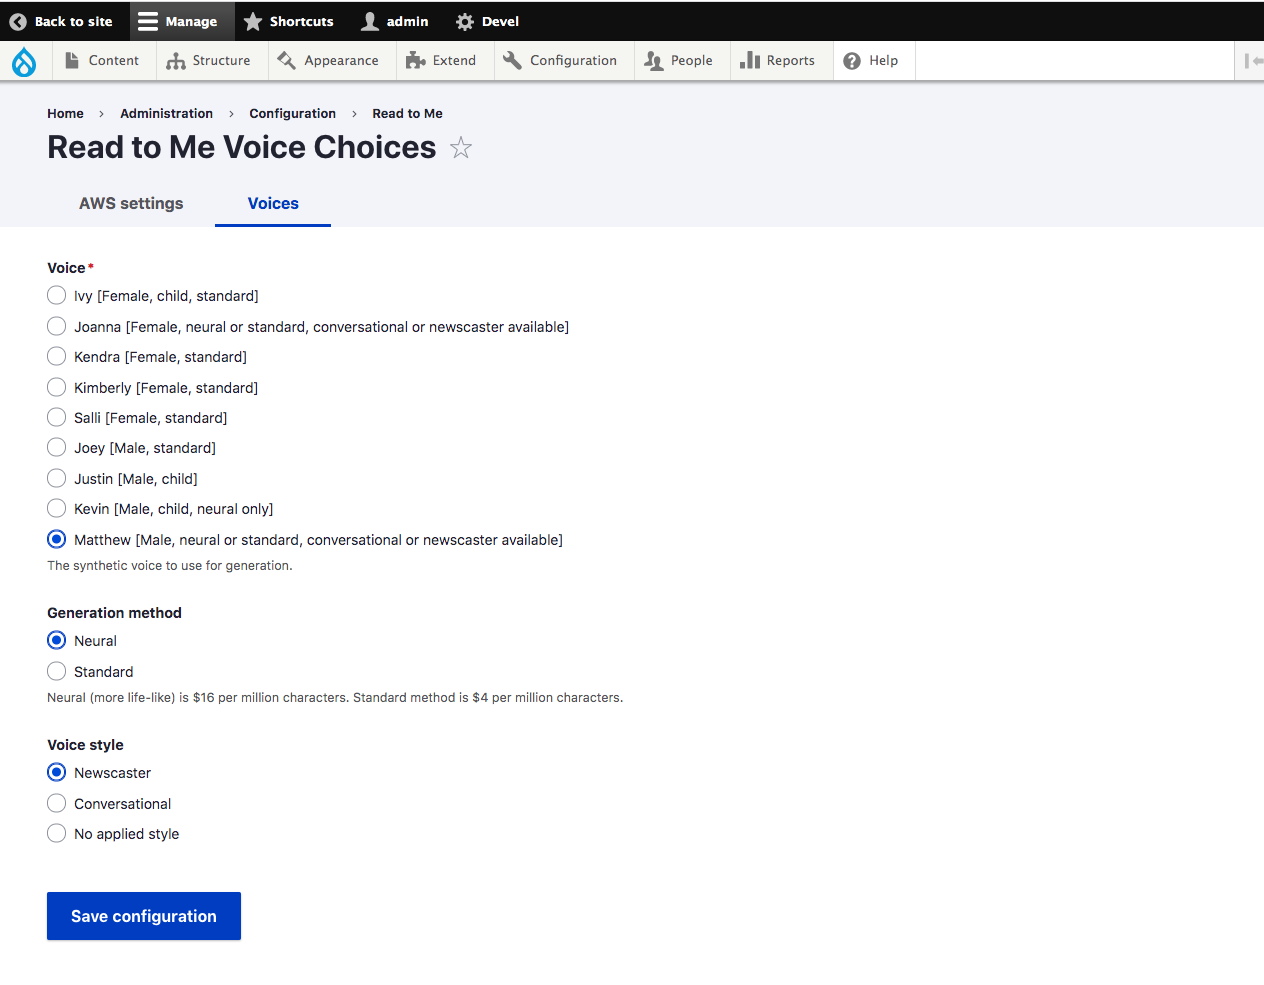 Back to site Manage Shortcuts admin Devel
Content Structure Appearance Extend Configuration People Reports Help
Home › Administration › Configuration › Read to Me
Read to Me Voice Choices
AWS settings Voices
Voice*
Ivy [Female, child, standard]
Joanna [Female, neural or standard, conversational or newscaster available]
Kendra [Female, standard]
Kimberly [Female, standard]
Salli [Female, standard]
Joey [Male, standard]
Justin [Male, child]
Kevin [Male, child, neural only]
Matthew [Male, neural or standard, conversational or newscaster available]
The synthetic voice to use for generation.
Generation method
Neural
Standard
Neural (more life-like) is $16 per million characters. Standard method is $4 per million characters.
Voice style
Newscaster
Conversational
No applied style
Save configuration